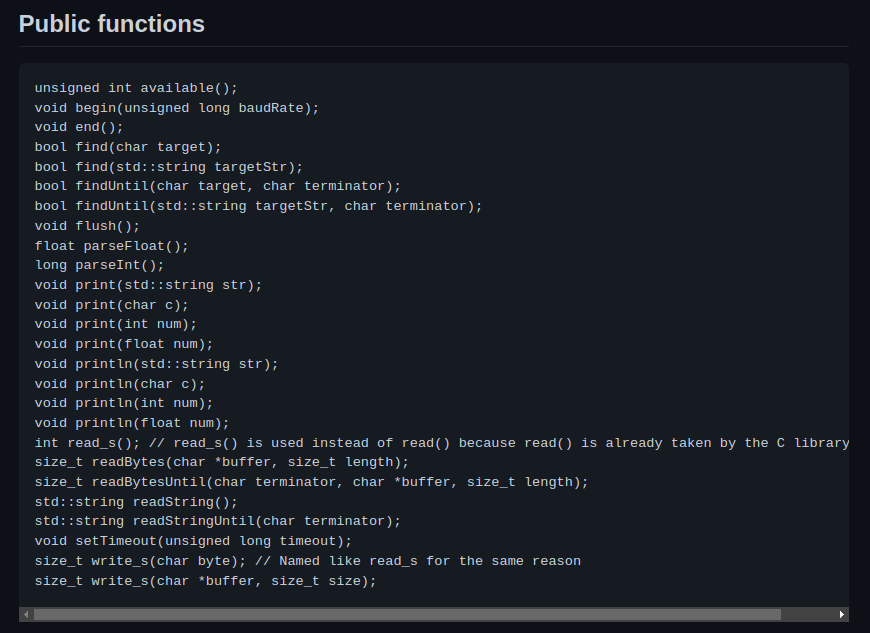 Public functions
unsigned int available();
void begin(unsigned long baudRate);
void end();
bool find(char target);
bool find(std::string targetStr);
bool findUntil(char target, char terminator);
bool findUntil(std::string targetStr, char terminator);
void flush();
float parseFloat();
long parseInt();
void print(std::string str);
void print(char c);
void print(int num);
void print(float num);
void println(std::string str);
void println(char c);
void println(int num);
void println(float num);
int read_s(); // read_s() is used instead of read() because read() is already taken by the C library
size_t readBytes(char *buffer, size_t length);
size_t readBytesUntil(char terminator, char *buffer, size_t length);
std::string readString();
std::string readStringUntil(char terminator);
void setTimeout(unsigned long timeout);
size_t write_s(char byte); // Named like read_s for the same reason
size_t write_s(char *buffer, size_t size);